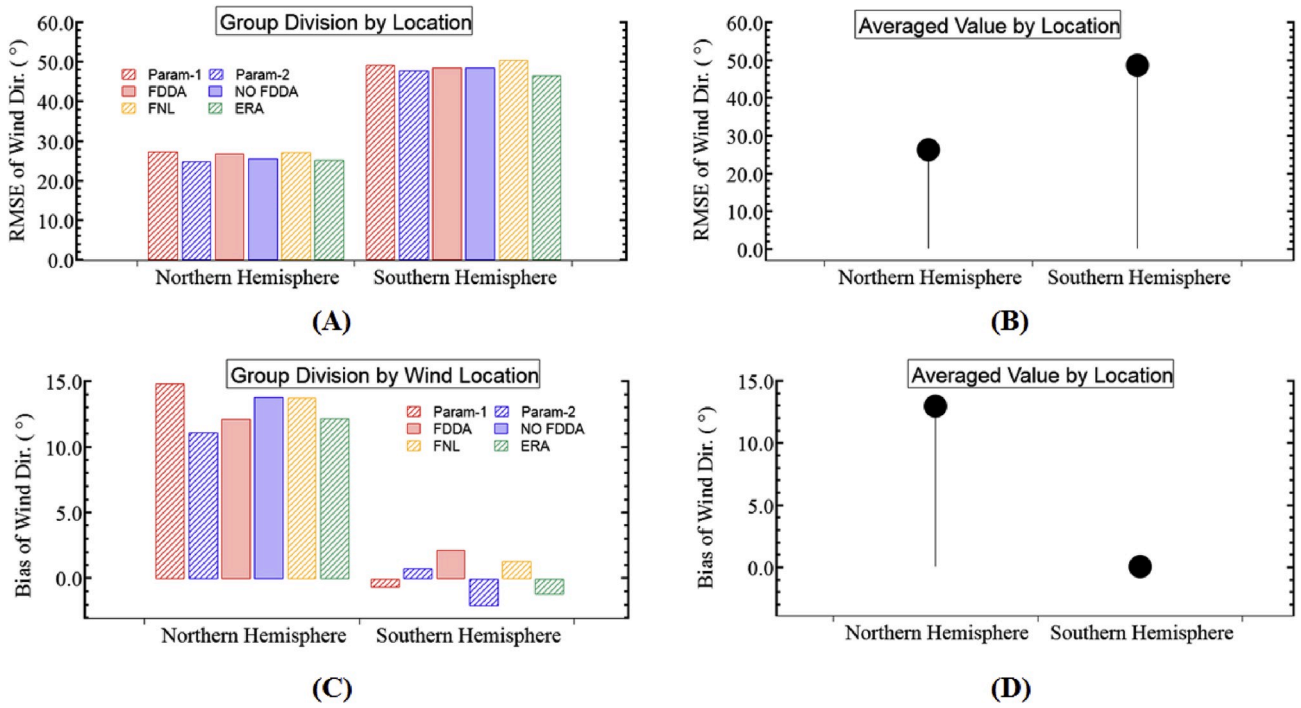 Group Division by Location
RMSE of Wind Dir. ( ° )
60.0
50.0
40.0
30.0
20.0
10.0
0.0
Param-1 Param-2
FDDA NO FDDA
FNL ERA
Northern Hemisphere Southern Hemisphere
(A)
Averaged Value by Location
RMSE of Wind Dir. ( ° )
60.0
50.0
40.0
30.0
20.0
10.0
0.0
Northern Hemisphere Southern Hemisphere
(B)
Group Division by Wind Location
Bias of Wind Dir. ( ° )
15.0
10.0
5.0
0.0
Param-1 Param-2
FDDA NO FDDA
FNL ERA
Northern Hemisphere Southern Hemisphere
(C)
Averaged Value by Location
Bias of Wind Dir. ( ° )
15.0
10.0
5.0
0.0
Northern Hemisphere Southern Hemisphere
(D)